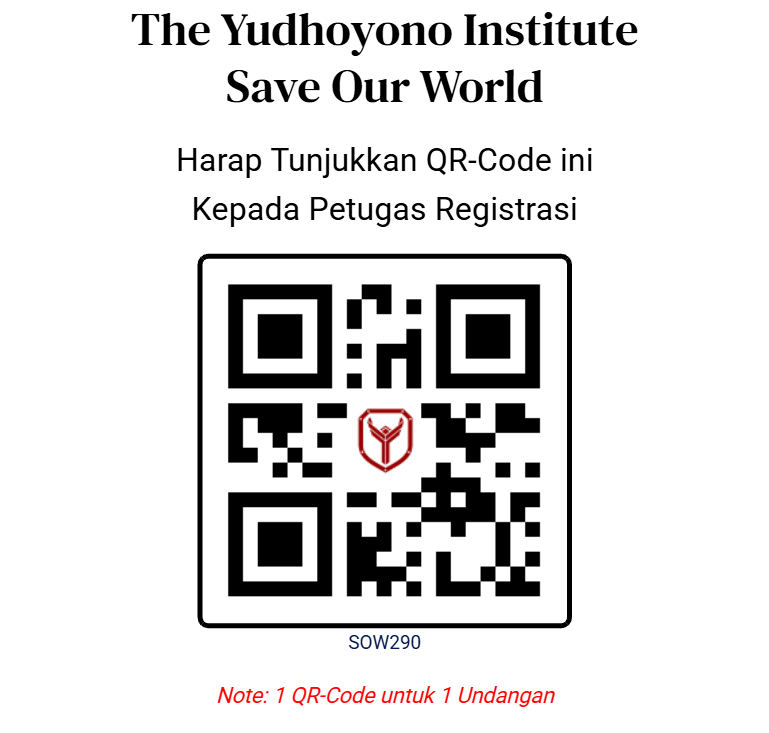 The Yudhoyono Institute
Save Our World
Harap Tunjukkan QR-Code ini
Kepada Petugas Registrasi
SOW290
Note: 1 QR-Code untuk 1 Undangan